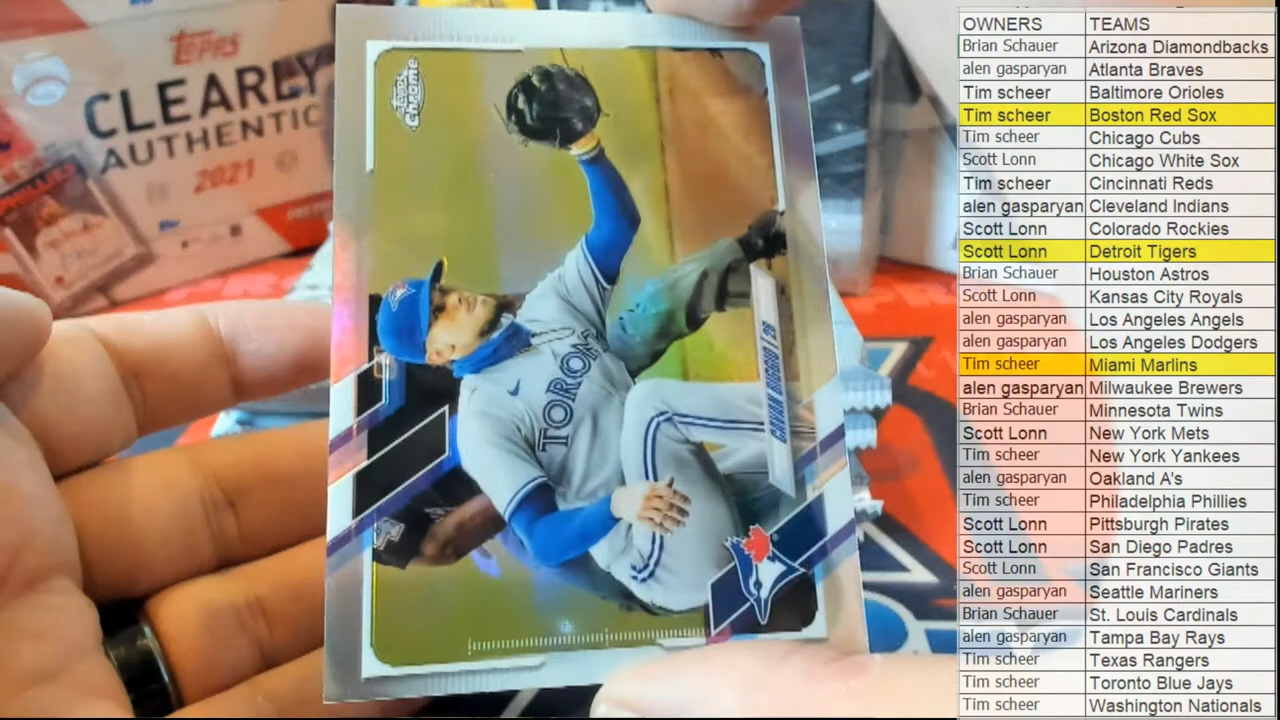 Topps
CLEARLY
AUTHENTIC
2021
PHILLIES
Topps
Chrome
TORONTO
CAVAN BIGGIO | 2B
OWNERS TEAMS
Brian Schauer Arizona Diamondbacks
alen gasparyan Atlanta Braves
Tim scheer Baltimore Orioles
Tim scheer Boston Red Sox
Tim scheer Chicago Cubs
Scott Lonn Chicago White Sox
Tim scheer Cincinnati Reds
alen gasparyan Cleveland Indians
Scott Lonn Colorado Rockies
Scott Lonn Detroit Tigers
Brian Schauer Houston Astros
Scott Lonn Kansas City Royals
alen gasparyan Los Angeles Angels
alen gasparyan Los Angeles Dodgers
Tim scheer Miami Marlins
alen gasparyan Milwaukee Brewers
Brian Schauer Minnesota Twins
Scott Lonn New York Mets
Tim scheer New York Yankees
alen gasparyan Oakland A's
Tim scheer Philadelphia Phillies
Scott Lonn Pittsburgh Pirates
Scott Lonn San Diego Padres
Scott Lonn San Francisco Giants
alen gasparyan Seattle Mariners
Brian Schauer St. Louis Cardinals
alen gasparyan Tampa Bay Rays
Tim scheer Texas Rangers
Tim scheer Toronto Blue Jays
Tim scheer Washington Nationals